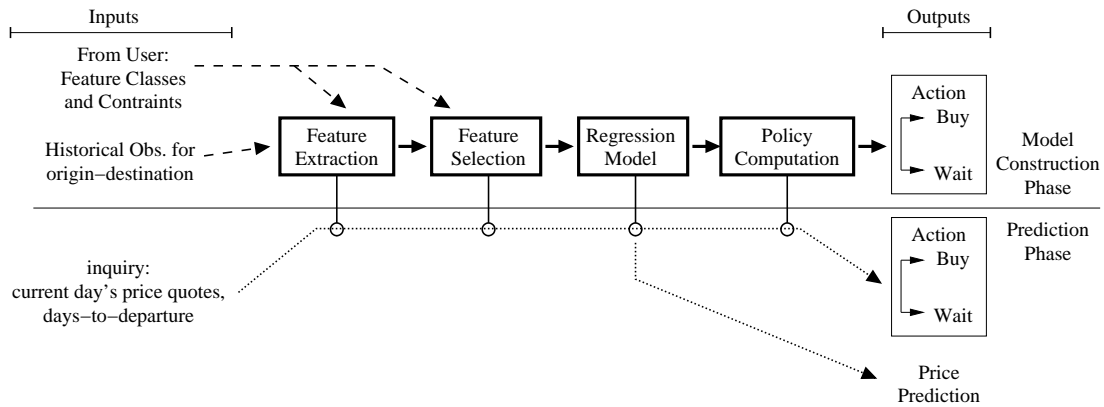 Inputs
Outputs
From User:
Feature Classes
and Contraints
Historical Obs. for
origin−destination
Feature
Extraction
Feature
Selection
Regression
Model
Policy
Computation
Action
Buy
Wait
Model
Construction
Phase
inquiry:
current day's price quotes,
days−to−departure
Action
Buy
Wait
Prediction
Phase
Price
Prediction